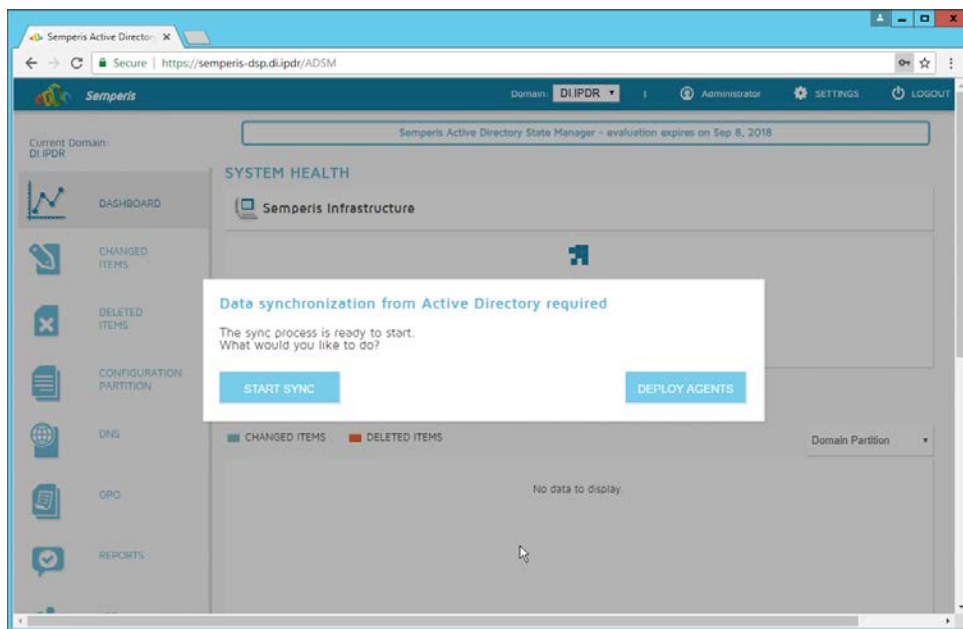 Semperis Active Director
Secure | https://semperis-dsp.di.ipdr/ADSM
Semperis
Domain: DI.IPDR
Administrator
SETTINGS
LOGOUT
Current Domain:
DI.IPDR
Semperis Active Directory State Manager - evaluation expires on Sep 8, 2018
SYSTEM HEALTH
Semperis Infrastructure
DASHBOARD
CHANGED
ITEMS
DELETED
ITEMS
CONFIGURATION
PARTITION
DNS
GPO
REPORTS
Data synchronization from Active Directory required
The sync process is ready to start.
What would you like to do?
START SYNC
DEPLOY AGENTS
CHANGED ITEMS
DELETED ITEMS
Domain Partition
No data to display.